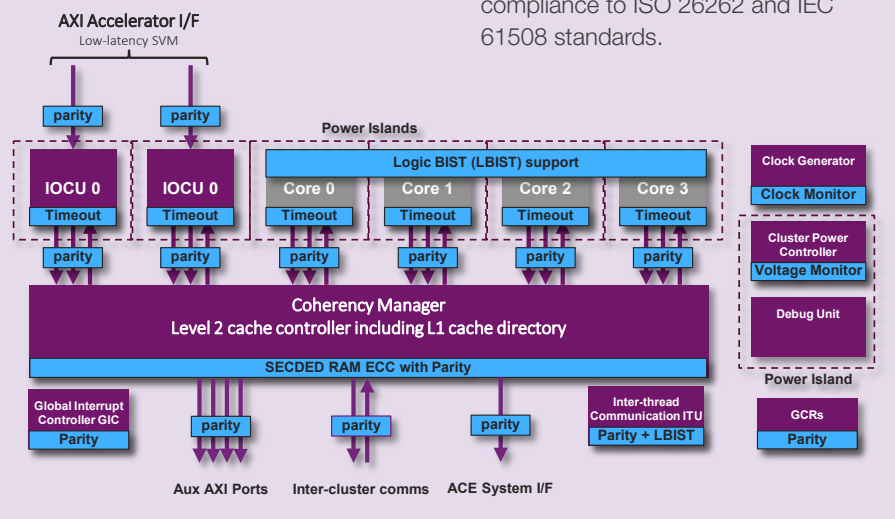 compliance to ISO 26262 and IEC
61508 standards.
AXI Accelerator I/F
Low-latency SVM
parity
parity
Power Islands
Logic BIST (LBIST) support
IOCU 0
IOCU 0
Core 0
Core 1
Core 2
Core 3
Timeout
Timeout
Timeout
Timeout
Timeout
Timeout
parity
parity
parity
parity
parity
parity
Clock Generator
Clock Monitor
Cluster Power
Controller
Voltage Monitor
Debug Unit
Power Island
Coherency Manager
Level 2 cache controller including L1 cache directory
SECDED RAM ECC with Parity
Global Interrupt
Controller GIC
Parity
parity
parity
parity
Inter-thread
Communication ITU
Parity + LBIST
GCRs
Parity
Aux AXI Ports
Inter-cluster comms
ACE System I/F